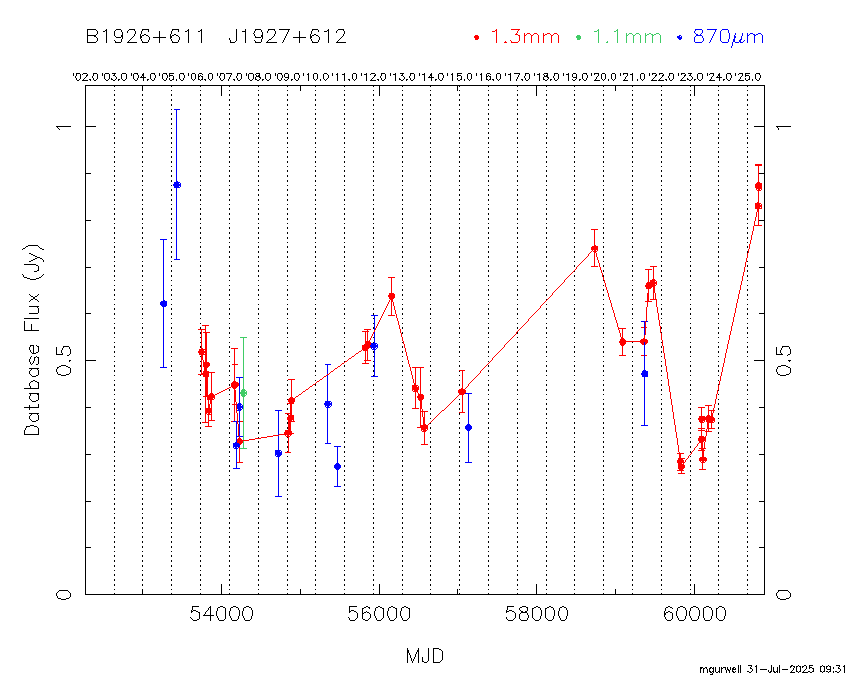 B1926+611 J1927+612 1.3mm 1.1mm 870μm
'02.0 '03.0 '04.0 '05.0 '06.0 '07.0 '08.0 '09.0 '10.0 '11.0 '12.0 '13.0 '14.0 '15.0 '16.0 '17.0 '18.0 '19.0 '20.0 '21.0 '22.0 '23.0 '24.0 '25.0
1 1
Database Flux (Jy)
0.5 0.5
0 0
54000 56000 58000 60000
MJD
mgurwell 31-Jul-2025 09:31